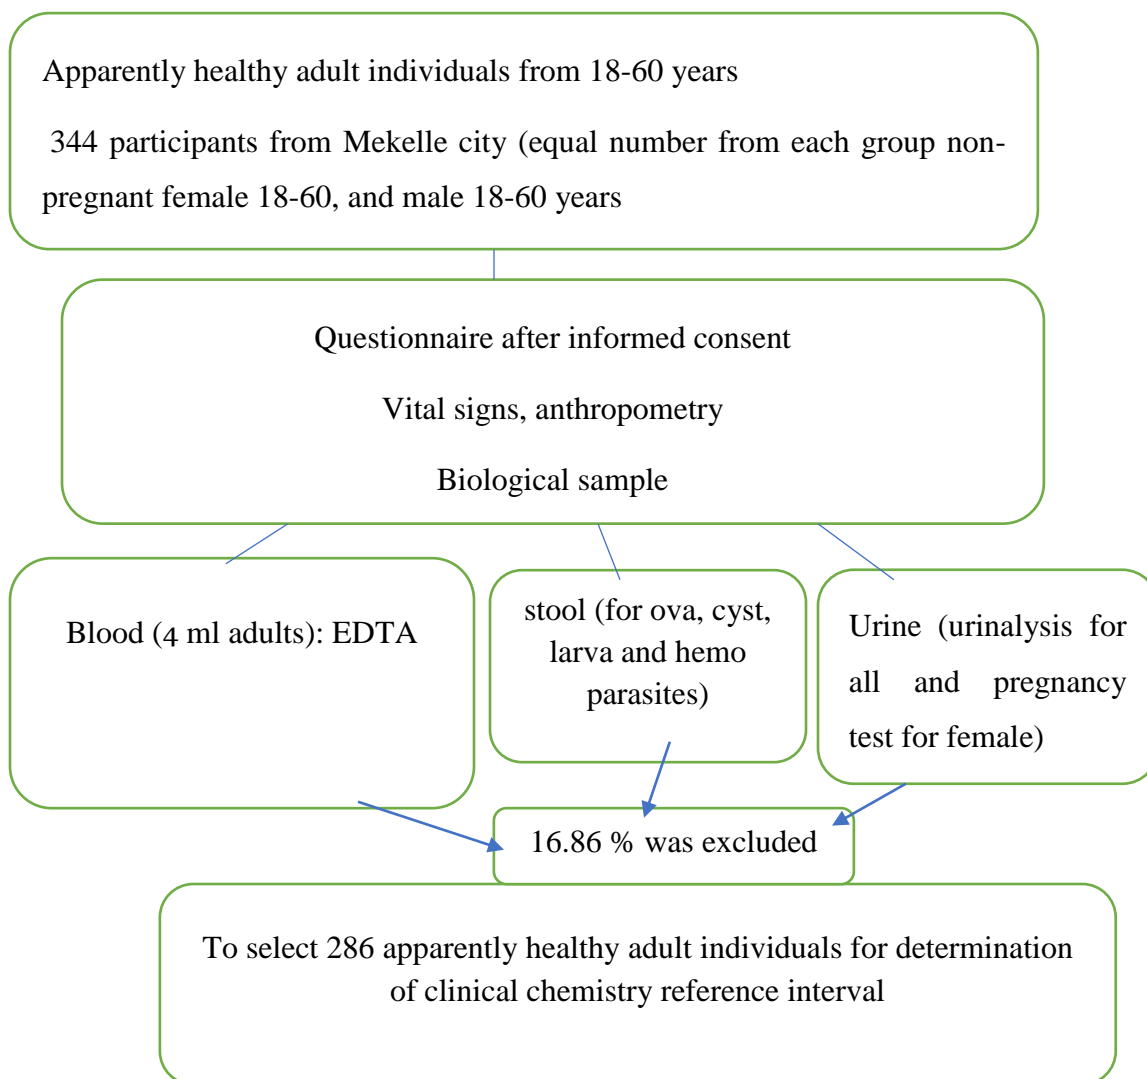 Apparently healthy adult individuals from 18-60 years
344 participants from Mekelle city (equal number from each group non-
pregnant female 18-60, and male 18-60 years
Questionnaire after informed consent
Vital signs, anthropometry
Biological sample
Blood (4 ml adults): EDTA
stool (for ova, cyst,
larva and hemo
parasites)
Urine (urinalysis for
all and pregnancy
test for female)
16.86 % was excluded
To select 286 apparently healthy adult individuals for determination
of clinical chemistry reference interval